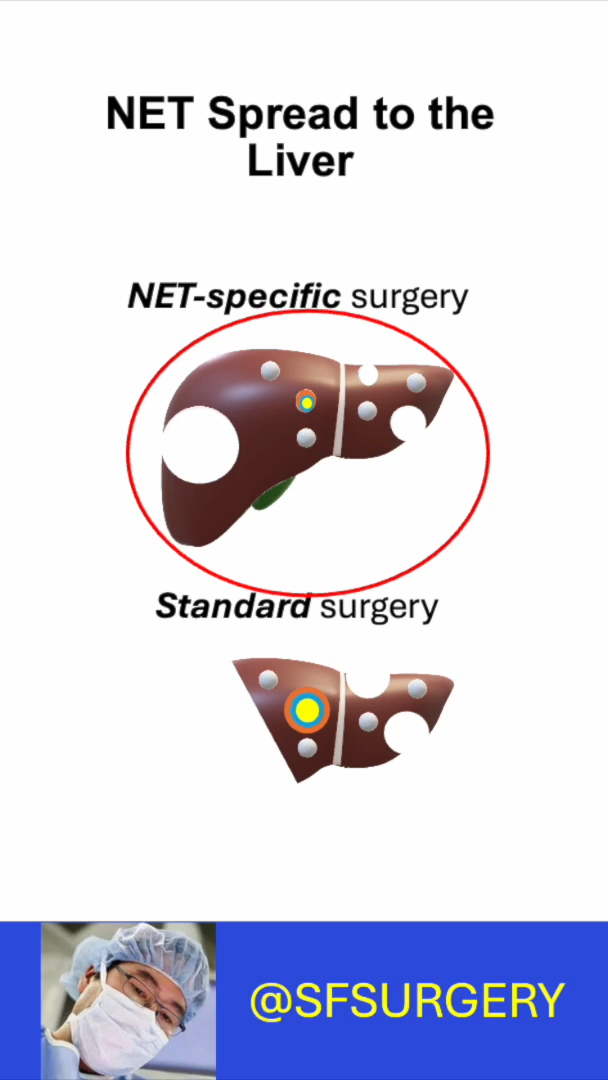 NET Spread to the
Liver
NET-specific surgery
Standard surgery
@SFSURGERY